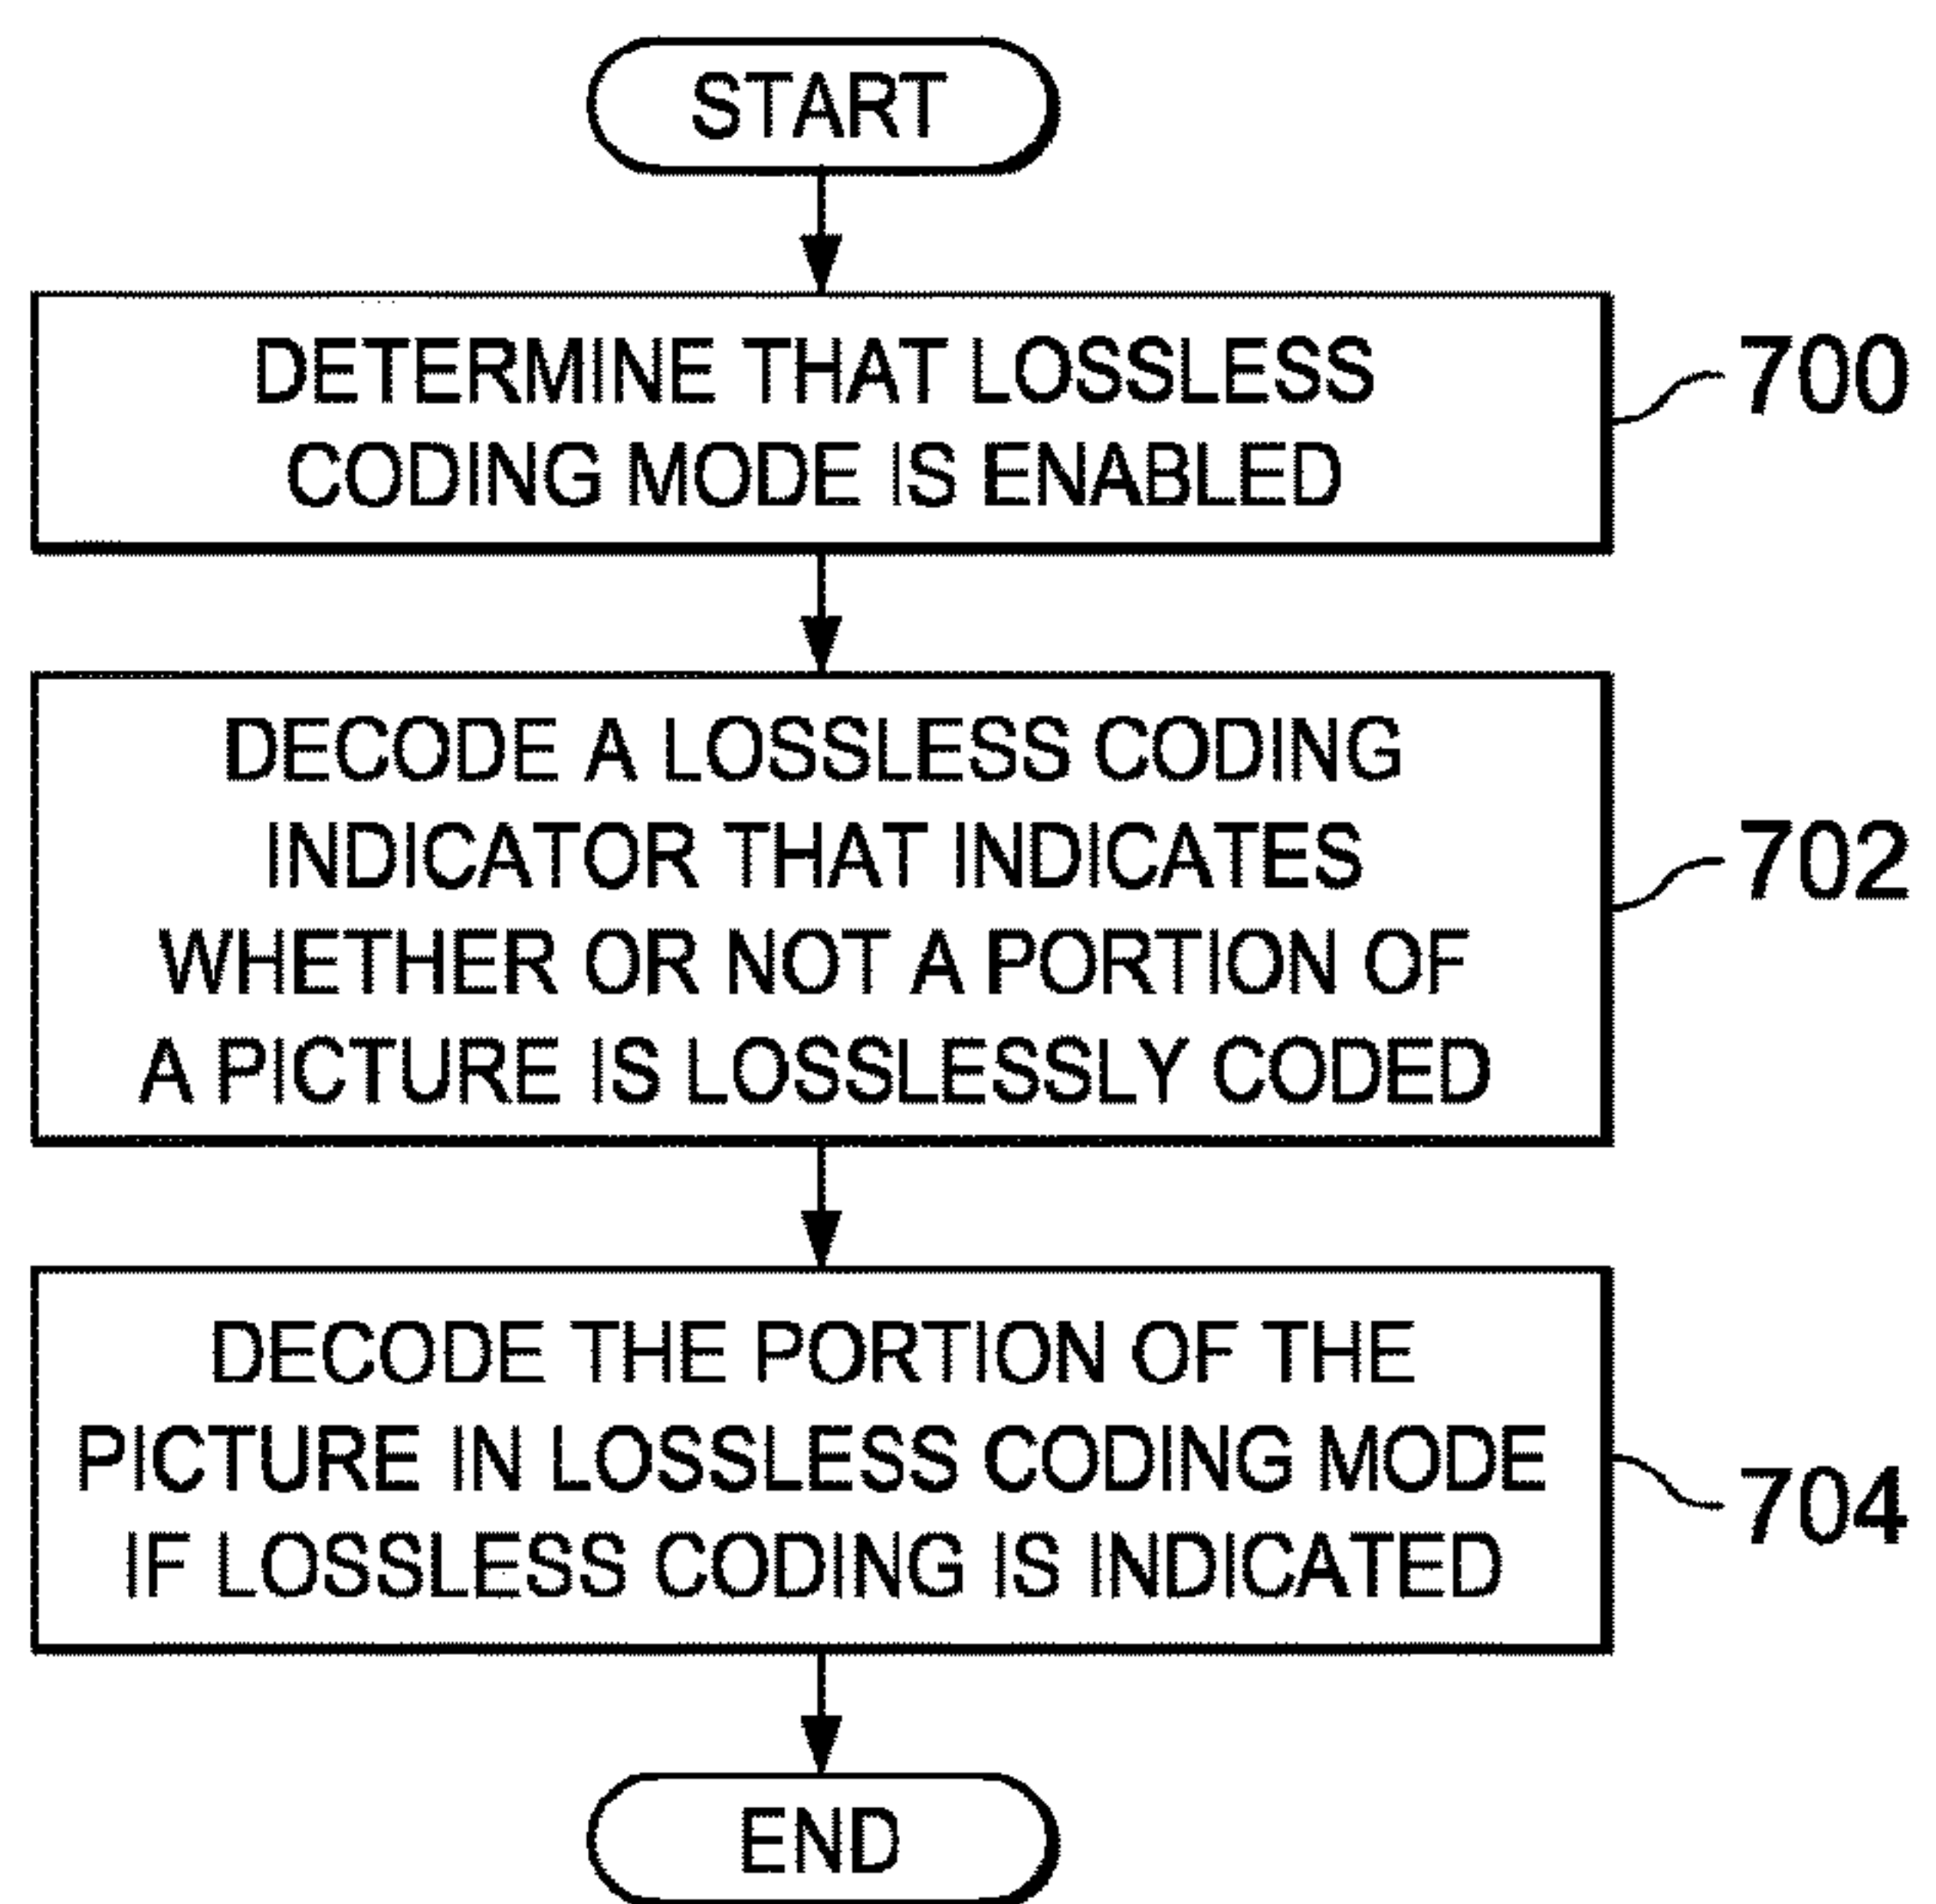 START
DETERMINE THAT LOSSLESS
CODING MODE IS ENABLED
700
DECODE A LOSSLESS CODING
INDICATOR THAT INDICATES
WHETHER OR NOT A PORTION OF
A PICTURE IS LOSSLESSLY CODED
702
DECODE THE PORTION OF THE
PICTURE IN LOSSLESS CODING MODE
IF LOSSLESS CODING IS INDICATED
704
END